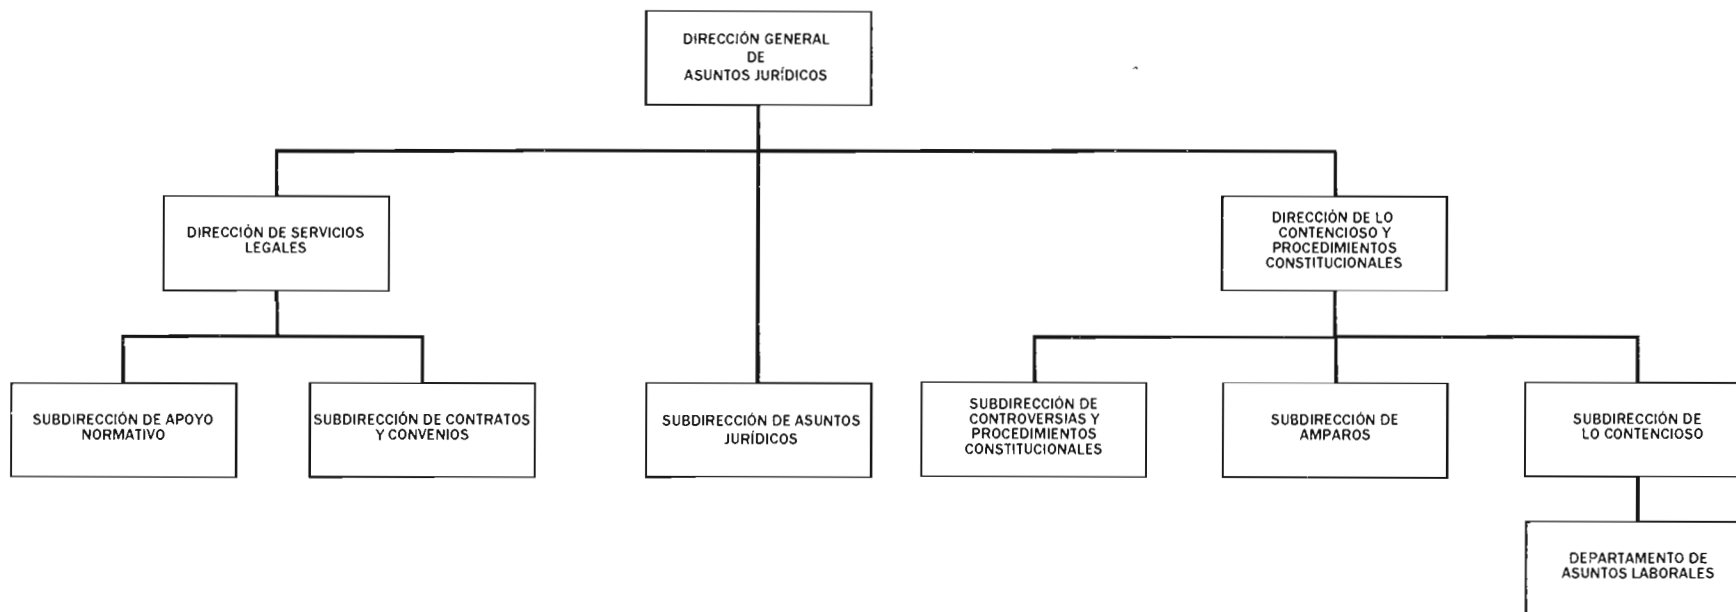 DIRECCIÓN GENERAL
DE
ASUNTOS JURÍDICOS
DIRECCIÓN DE SERVICIOS
LEGALES
DIRECCIÓN DE LO
CONTENCIOSO Y
PROCEDIMIENTOS
CONSTITUCIONALES
SUBDIRECCIÓN DE APOYO
NORMATIVO
SUBDIRECCIÓN DE CONTRATOS
Y CONVENIOS
SUBDIRECCIÓN DE ASUNTOS
JURÍDICOS
SUBDIRECCIÓN DE
CONTROVERSIAS Y
PROCEDIMIENTOS
CONSTITUCIONALES
SUBDIRECCIÓN DE
AMPAROS
SUBDIRECCIÓN DE
LO CONTENCIOSO
DEPARTAMENTO DE
ASUNTOS LABORALES